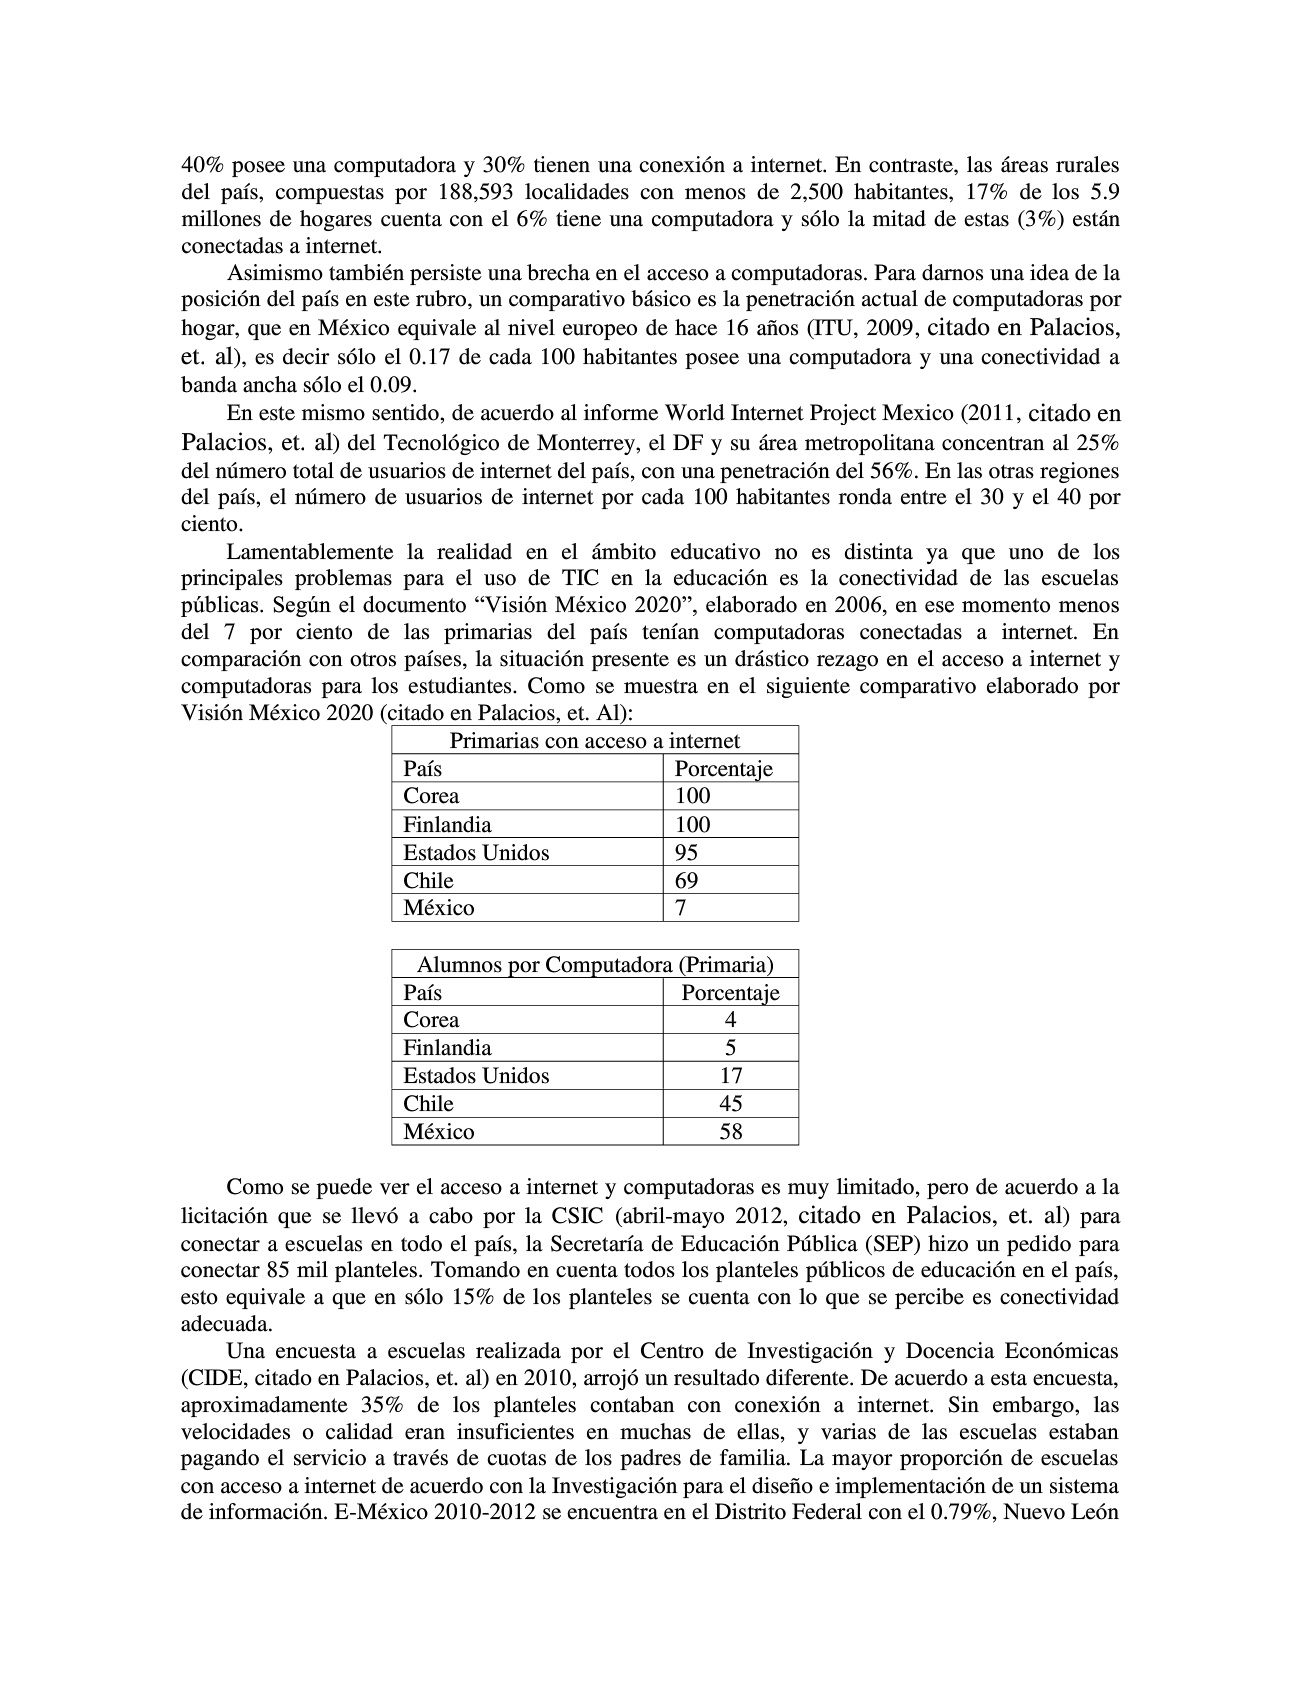 40% posee una computadora y 30% tienen una conexión a internet. En contraste, las áreas rurales
del país, compuestas por 188,593 localidades con menos de 2,500 habitantes, 17% de los 5.9
millones de hogares cuenta con el 6% tiene una computadora y sólo la mitad de estas (3%) están
conectadas a internet.
Asimismo también persiste una brecha en el acceso a computadoras. Para darnos una idea de la
posición del país en este rubro, un comparativo básico es la penetración actual de computadoras por
hogar, que en México equivale al nivel europeo de hace 16 años (ITU, 2009, citado en Palacios,
et. al), es decir sólo el 0.17 de cada 100 habitantes posee una computadora y una conectividad a
banda ancha sólo el 0.09.
En este mismo sentido, de acuerdo al informe World Internet Project Mexico (2011, citado en
Palacios, et. al) del Tecnológico de Monterrey, el DF y su área metropolitana concentran al 25%
del número total de usuarios de internet del país, con una penetración del 56%. En las otras regiones
del país, el número de usuarios de internet por cada 100 habitantes ronda entre el 30 y el 40 por
ciento.
Lamentablemente la realidad en el ámbito educativo no es distinta ya que uno de los
principales problemas para el uso de TIC en la educación es la conectividad de las escuelas
públicas. Según el documento “Visión México 2020”, elaborado en 2006, en ese momento menos
del 7 por ciento de las primarias del país tenían computadoras conectadas a internet. En
comparación con otros países, la situación presente es un drástico rezago en el acceso a internet y
computadoras para los estudiantes. Como se muestra en el siguiente comparativo elaborado por
Visión México 2020 (citado en Palacios, et. Al):
Primarias con acceso a internet
País Porcentaje
Corea 100
Finlandia 100
Estados Unidos 95
Chile 69
México 7
Alumnos por Computadora (Primaria)
País Porcentaje
Corea 4
Finlandia 5
Estados Unidos 17
Chile 45
México 58
Como se puede ver el acceso a internet y computadoras es muy limitado, pero de acuerdo a la
licitación que se llevó a cabo por la CSIC (abril-mayo 2012, citado en Palacios, et. al) para
conectar a escuelas en todo el país, la Secretaría de Educación Pública (SEP) hizo un pedido para
conectar 85 mil planteles. Tomando en cuenta todos los planteles públicos de educación en el país,
esto equivale a que en sólo 15% de los planteles se cuenta con lo que se percibe es conectividad
adecuada.
Una encuesta a escuelas realizada por el Centro de Investigación y Docencia Económicas
(CIDE, citado en Palacios, et. al) en 2010, arrojó un resultado diferente. De acuerdo a esta encuesta,
aproximadamente 35% de los planteles contaban con conexión a internet. Sin embargo, las
velocidades o calidad eran insuficientes en muchas de ellas, y varias de las escuelas estaban
pagando el servicio a través de cuotas de los padres de familia. La mayor proporción de escuelas
con acceso a internet de acuerdo con la Investigación para el diseño e implementación de un sistema
de información. E-México 2010-2012 se encuentra en el Distrito Federal con el 0.79%, Nuevo León